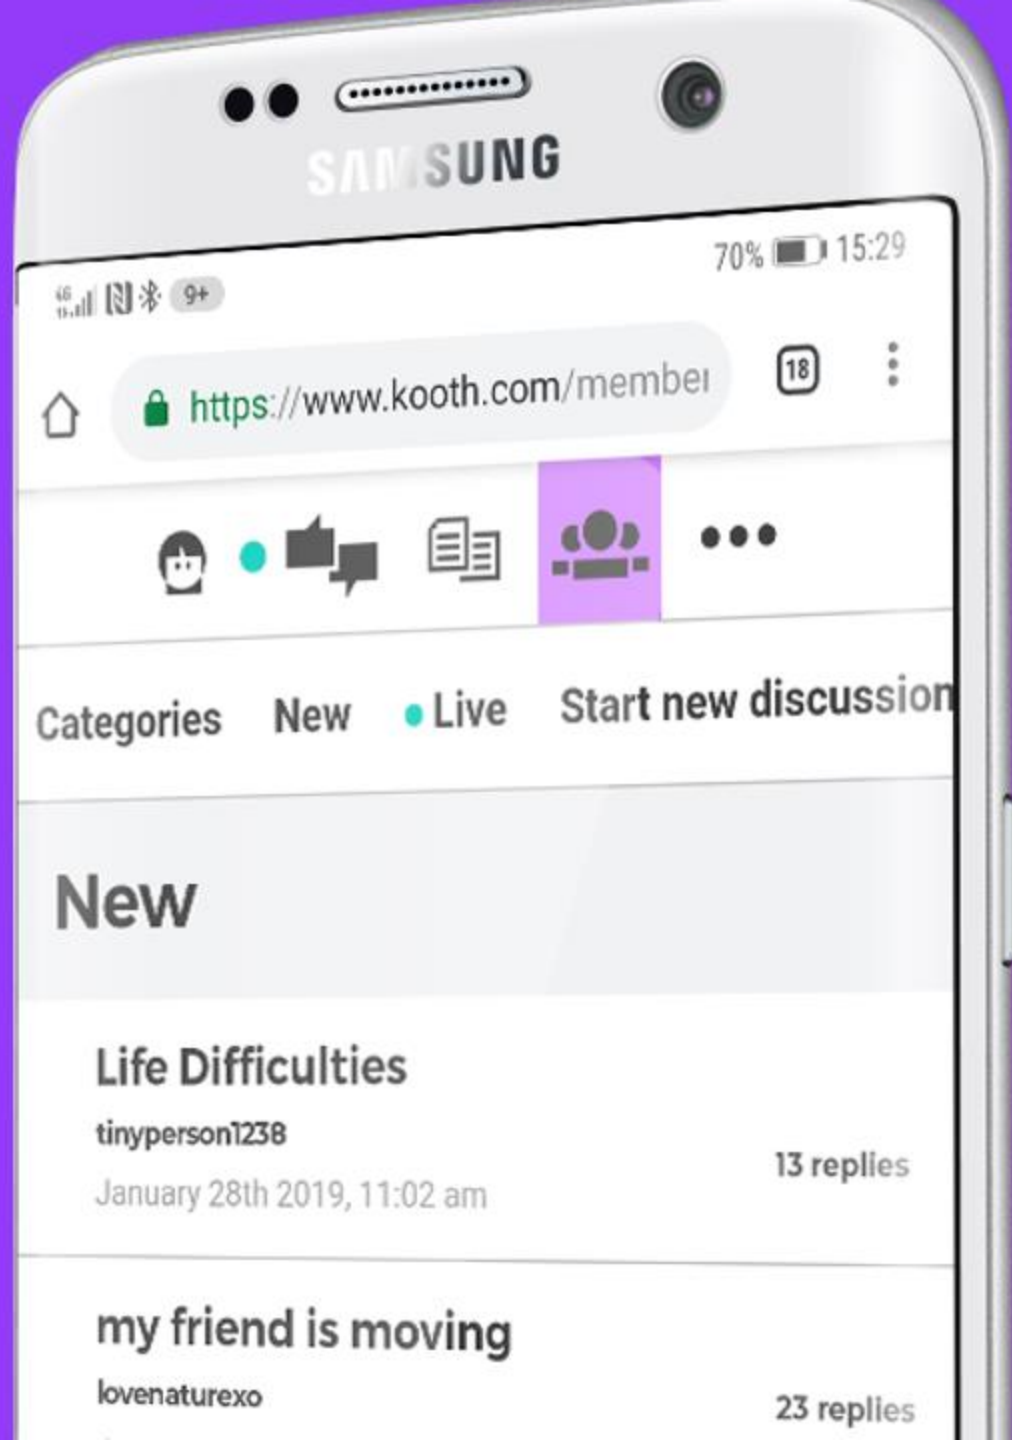 SAMSUNG
4G 9+ 70% 15:29
https://www.kooth.com/member 18
Categories New Live Start new discussion
New
Life Difficulties
tinyperson1238
13 replies
January 28th 2019, 11:02 am
my friend is moving
lovenaturexo
23 replies